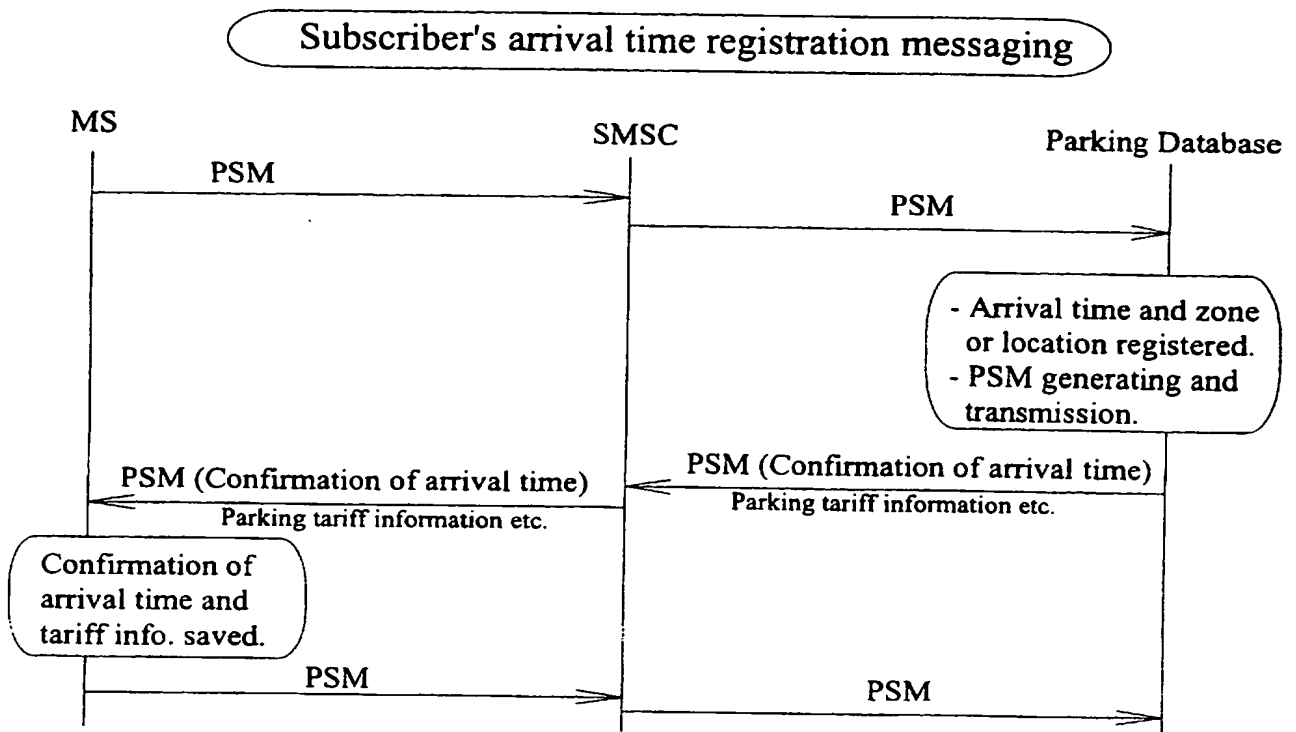 Subscriber's arrival time registration messaging
MS
SMSC
Parking Database
PSM
PSM
- Arrival time and zone
or location registered.
- PSM generating and
transmission.
PSM (Confirmation of arrival time)
Parking tariff information etc.
PSM (Confirmation of arrival time)
Parking tariff information etc.
Confirmation of
arrival time and
tariff info. saved.
PSM
PSM